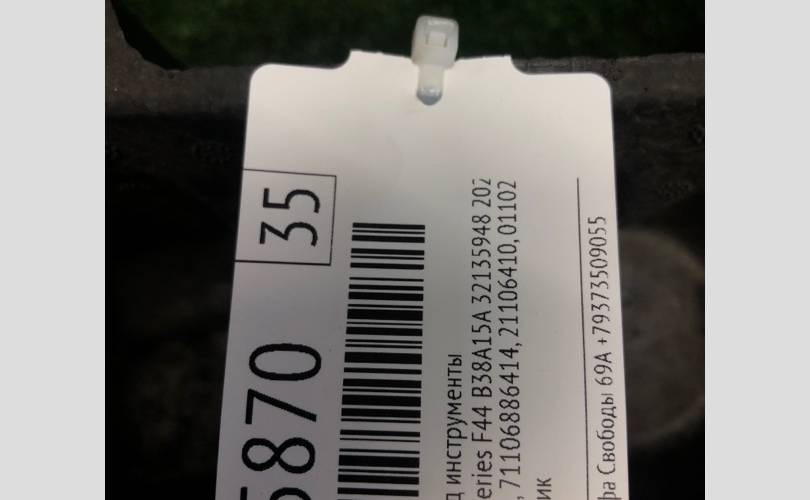 5870
35
д инструменты
eries F44 B38A15A 32135948 202
, 71106886414, 21106410, 01102
ик
фа Свободы 69А +79373509055